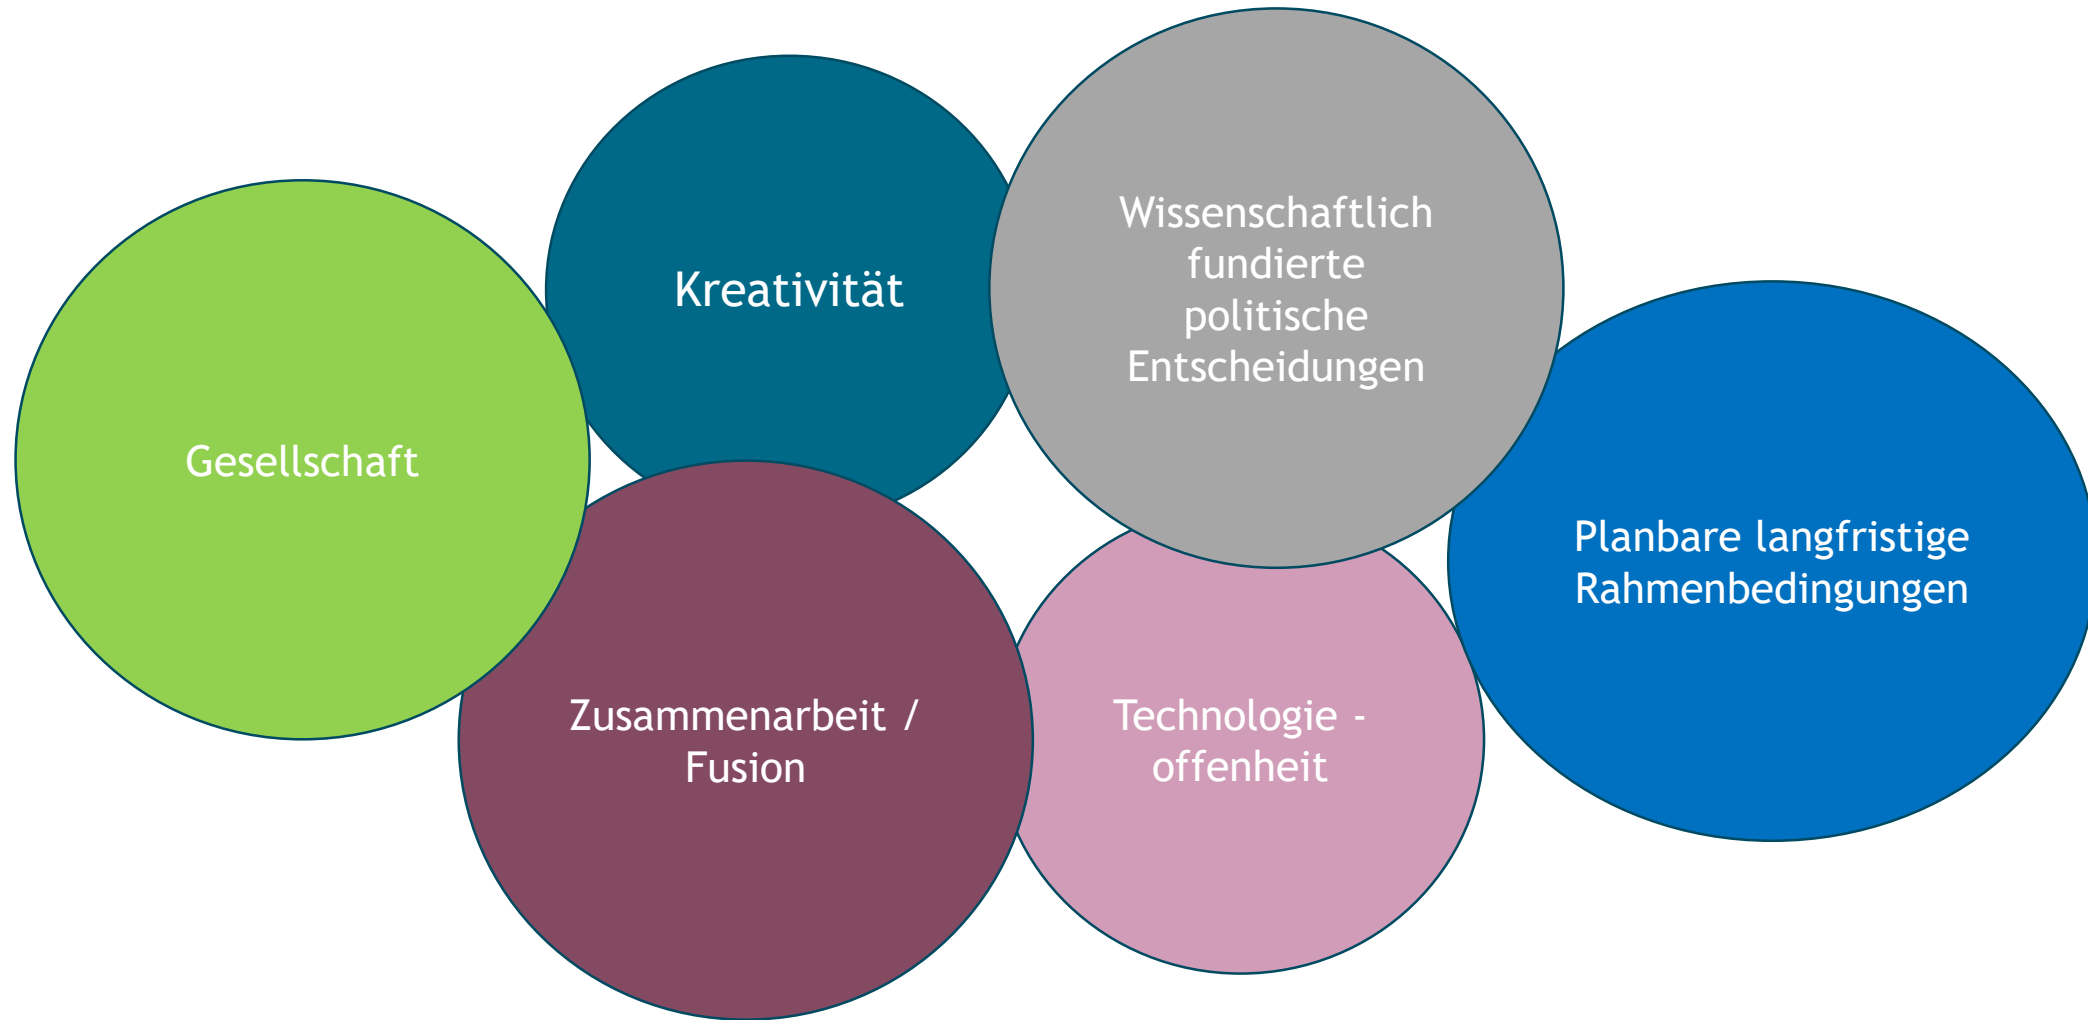 Gesellschaft
Kreativität
Wissenschaftlich
fundierte
politische
Entscheidungen
Planbare langfristige
Rahmenbedingungen
Zusammenarbeit /
Fusion
Technologie -
offenheit